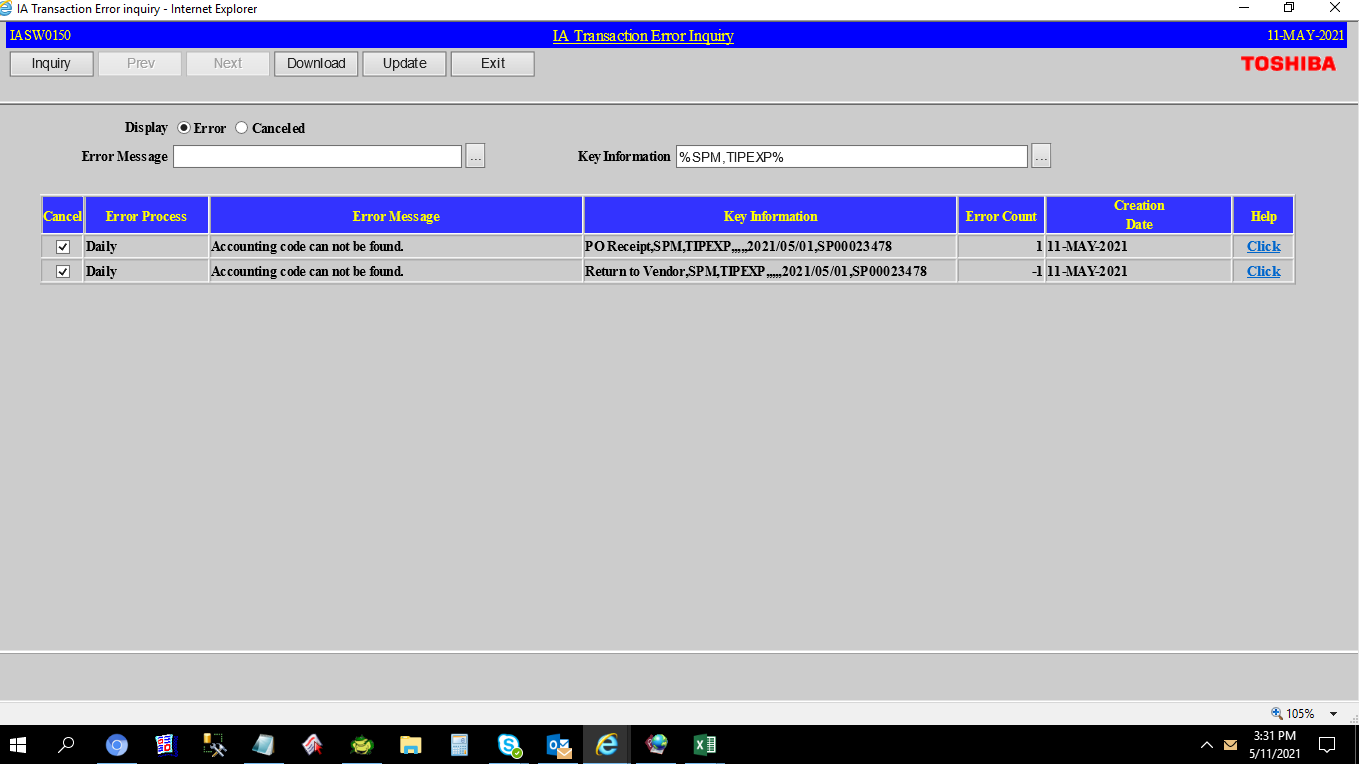 IA Transaction Error inquiry - Internet Explorer
IASW0150 IA Transaction Error Inquiry 11-MAY-2021
Inquiry Prev Next Download Update Exit TOSHIBA
Display Error Canceled
Error Message ... Key Information %SPM,TIPEXP% ...
Cancel Error Process Error Message Key Information Error Count Creation Date Help
Daily Accounting code can not be found. PO Receipt,SPM,TIPEXP,,,,,2021/05/01,SP00023478 1 11-MAY-2021 Click
Daily Accounting code can not be found. Return to Vendor,SPM,TIPEXP,,,,,2021/05/01,SP00023478 -1 11-MAY-2021 Click
105%
3:31 PM
5/11/2021